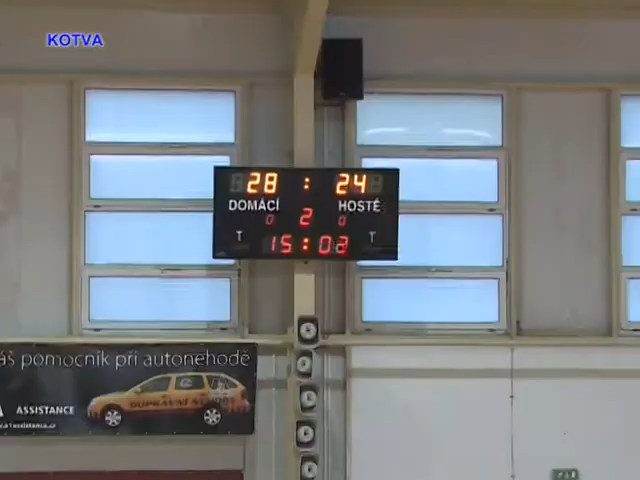 KOTVA
28 : 24
DOMÁCÍ HOSTÉ
0 2 0
T 15:02 T
áš pomocník při autonehodě
ASSISTANCE